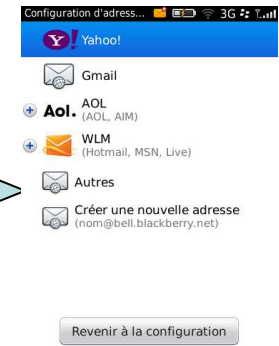 Configuration d'adress... 3G
Y! Yahoo!
Gmail
Aol. AOL
(AOL, AIM)
WLM
(Hotmail, MSN, Live)
Autres
Créer une nouvelle adresse
(nom@bell.blackberry.net)
Revenir à la configuration